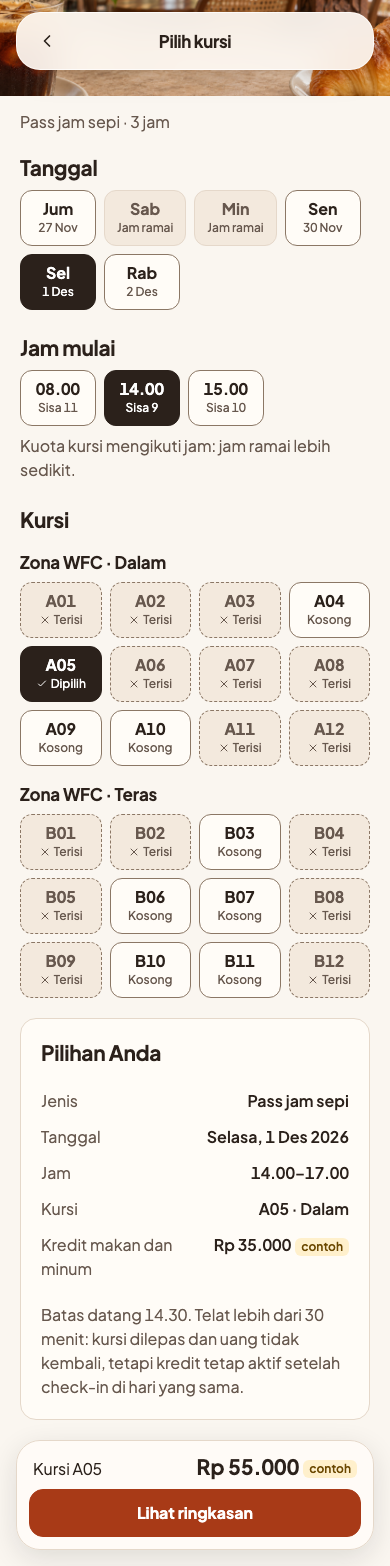 Pilih kursi
Pass jam sepi · 3 jam
Tanggal
Jum
27 Nov
Sab
Jam ramai
Min
Jam ramai
Sen
30 Nov
Sel
1 Des
Rab
2 Des
Jam mulai
08.00
Sisa 11
14.00
Sisa 9
15.00
Sisa 10
Kuota kursi mengikuti jam: jam ramai lebih
sedikit.
Kursi
Zona WFC · Dalam
A01
× Terisi
A02
× Terisi
A03
× Terisi
A04
Kosong
A05
✓ Dipilih
A06
× Terisi
A07
× Terisi
A08
× Terisi
A09
Kosong
A10
Kosong
A11
× Terisi
A12
× Terisi
Zona WFC · Teras
B01
× Terisi
B02
× Terisi
B03
Kosong
B04
× Terisi
B05
× Terisi
B06
Kosong
B07
Kosong
B08
× Terisi
B09
× Terisi
B10
Kosong
B11
Kosong
B12
× Terisi
Pilihan Anda
Jenis Pass jam sepi
Tanggal Selasa, 1 Des 2026
Jam 14.00–17.00
Kursi A05 · Dalam
Kredit makan dan Rp 35.000 contoh
minum
Batas datang 14.30. Telat lebih dari 30
menit: kursi dilepas dan uang tidak
kembali, tetapi kredit tetap aktif setelah
check-in di hari yang sama.
Kursi A05 Rp 55.000 contoh
Lihat ringkasan